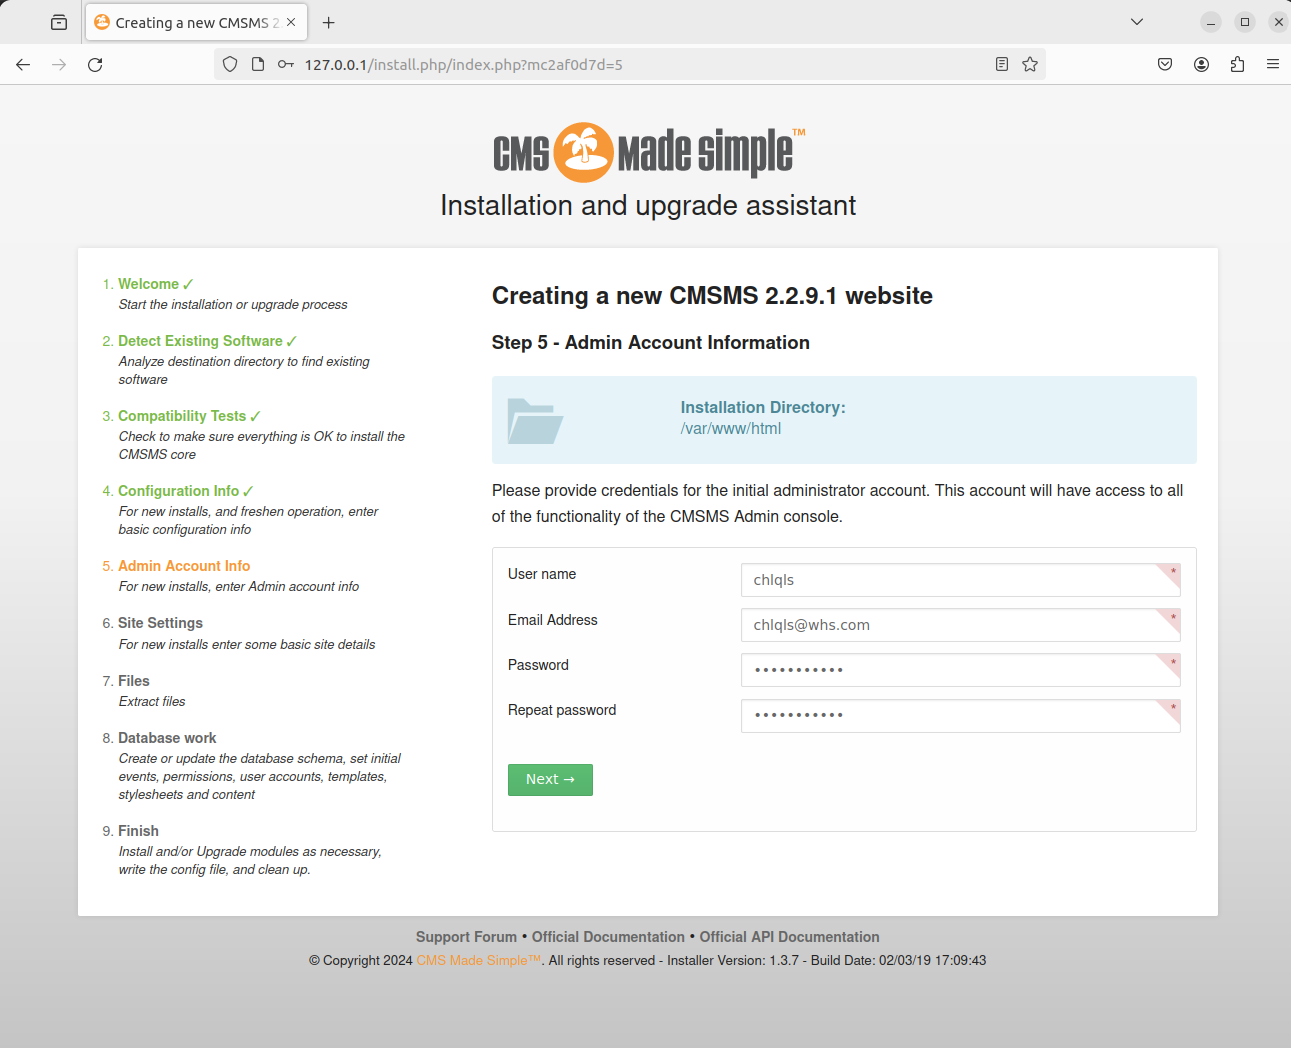 Creating a new CMSMS 2
127.0.0.1/install.php/index.php?mc2af0d7d=5
CMS Made Simple™
Installation and upgrade assistant
1. Welcome ✓
Start the installation or upgrade process
2. Detect Existing Software ✓
Analyze destination directory to find existing
software
3. Compatibility Tests ✓
Check to make sure everything is OK to install the
CMSMS core
4. Configuration Info ✓
For new installs, and freshen operation, enter
basic configuration info
5. Admin Account Info
For new installs, enter Admin account info
6. Site Settings
For new installs enter some basic site details
7. Files
Extract files
8. Database work
Create or update the database schema, set initial
events, permissions, user accounts, templates,
stylesheets and content
9. Finish
Install and/or Upgrade modules as necessary,
write the config file, and clean up.
Creating a new CMSMS 2.2.9.1 website
Step 5 - Admin Account Information
Installation Directory:
/var/www/html
Please provide credentials for the initial administrator account. This account will have access to all
of the functionality of the CMSMS Admin console.
User name
chlqls *
Email Address
chlqls@whs.com *
Password
••••••••••• *
Repeat password
••••••••••• *
Next →
Support Forum • Official Documentation • Official API Documentation
© Copyright 2024 CMS Made Simple™. All rights reserved - Installer Version: 1.3.7 - Build Date: 02/03/19 17:09:43